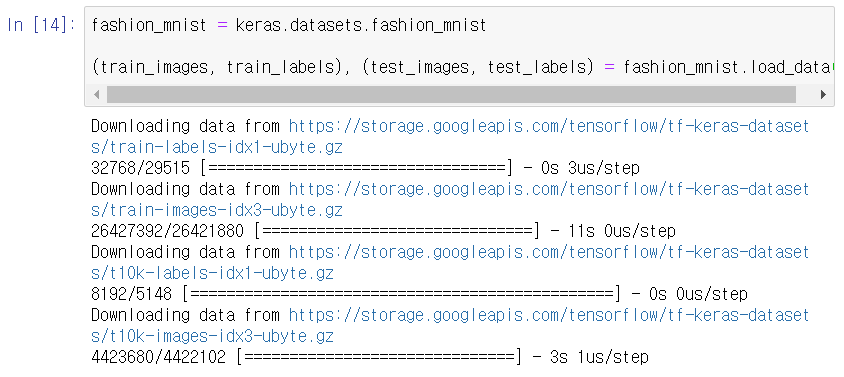 In [14]: fashion_mnist = keras.datasets.fashion_mnist
(train_images, train_labels), (test_images, test_labels) = fashion_mnist.load_data(
Downloading data from https://storage.googleapis.com/tensorflow/tf-keras-dataset
s/train-labels-idx1-ubyte.gz
32768/29515 [=================================] - 0s 3us/step
Downloading data from https://storage.googleapis.com/tensorflow/tf-keras-dataset
s/train-images-idx3-ubyte.gz
26427392/26421880 [==============================] - 11s 0us/step
Downloading data from https://storage.googleapis.com/tensorflow/tf-keras-dataset
s/t10k-labels-idx1-ubyte.gz
8192/5148 [===============================================] - 0s 0us/step
Downloading data from https://storage.googleapis.com/tensorflow/tf-keras-dataset
s/t10k-images-idx3-ubyte.gz
4423680/4422102 [==============================] - 3s 1us/step